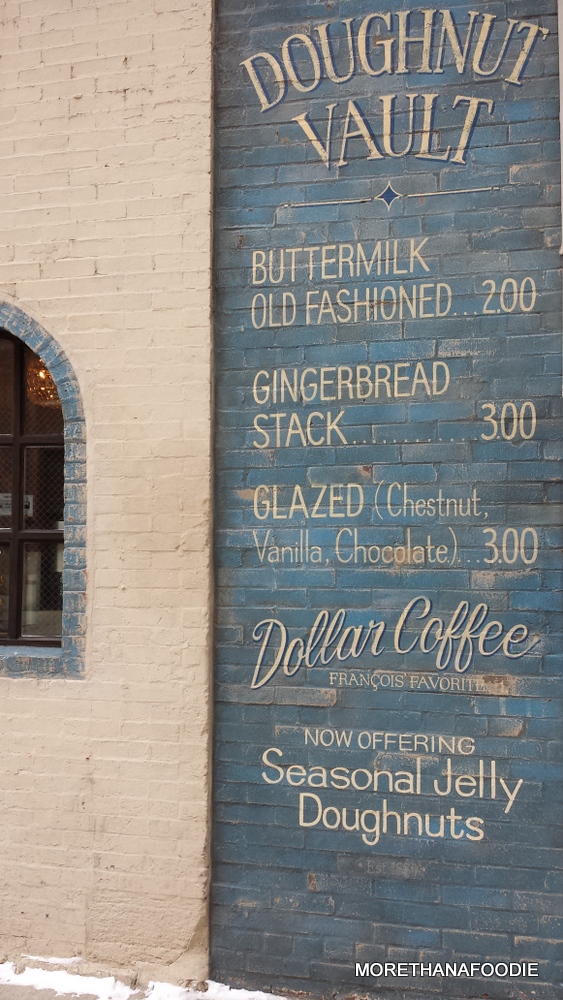 DOUGHNUT
VAULT
BUTTERMILK
OLD FASHIONED...2.00
GINGERBREAD
STACK............3.00
GLAZED (Chestnut,
Vanilla, Chocolate)...3.00
Dollar Coffee
FRANÇOIS' FAVORITE
NOW OFFERING
Seasonal Jelly
Doughnuts
MORETHANAFOODIE